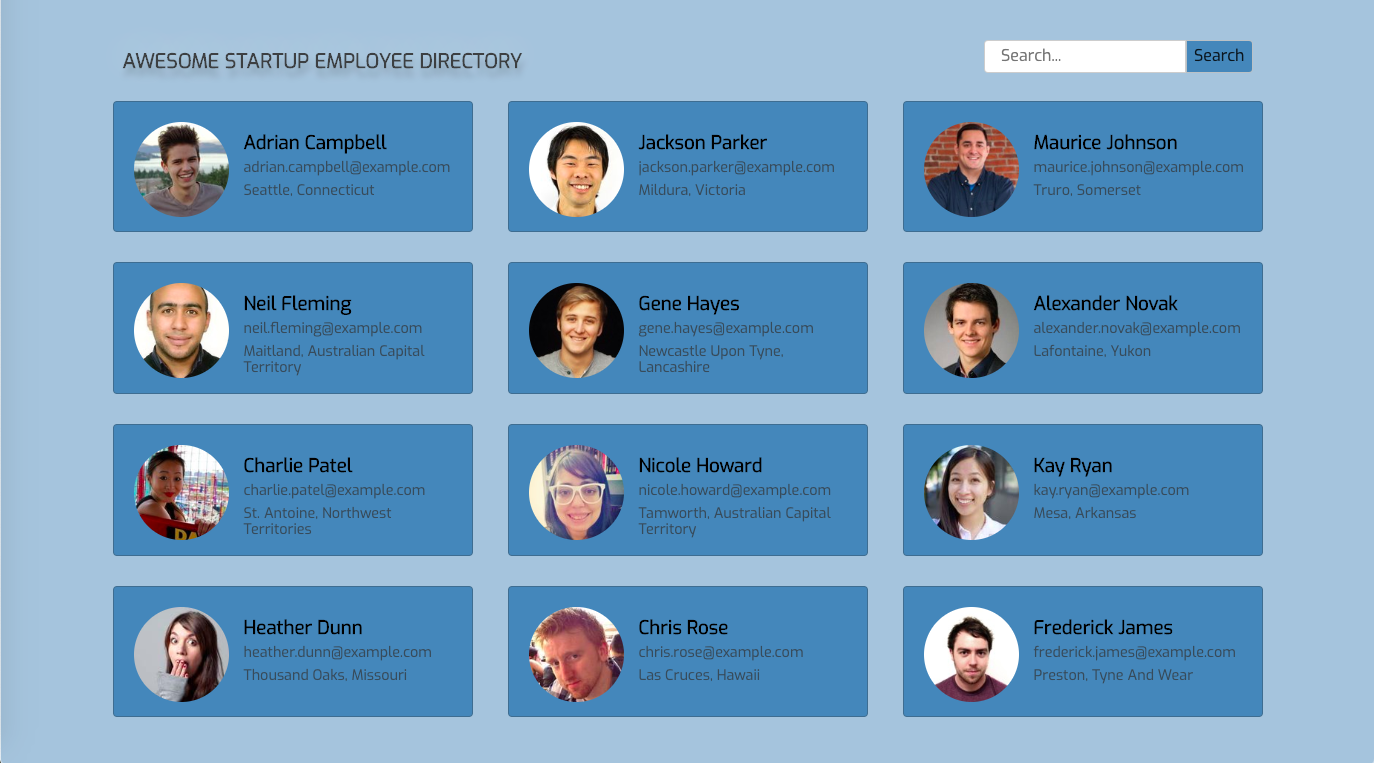 AWESOME STARTUP EMPLOYEE DIRECTORY
Search...
Search
Adrian Campbell
adrian.campbell@example.com
Seattle, Connecticut
Jackson Parker
jackson.parker@example.com
Mildura, Victoria
Maurice Johnson
maurice.johnson@example.com
Truro, Somerset
Neil Fleming
neil.fleming@example.com
Maitland, Australian Capital
Territory
Gene Hayes
gene.hayes@example.com
Newcastle Upon Tyne,
Lancashire
Alexander Novak
alexander.novak@example.com
Lafontaine, Yukon
Charlie Patel
charlie.patel@example.com
St. Antoine, Northwest
Territories
Nicole Howard
nicole.howard@example.com
Tamworth, Australian Capital
Territory
Kay Ryan
kay.ryan@example.com
Mesa, Arkansas
Heather Dunn
heather.dunn@example.com
Thousand Oaks, Missouri
Chris Rose
chris.rose@example.com
Las Cruces, Hawaii
Frederick James
frederick.james@example.com
Preston, Tyne And Wear